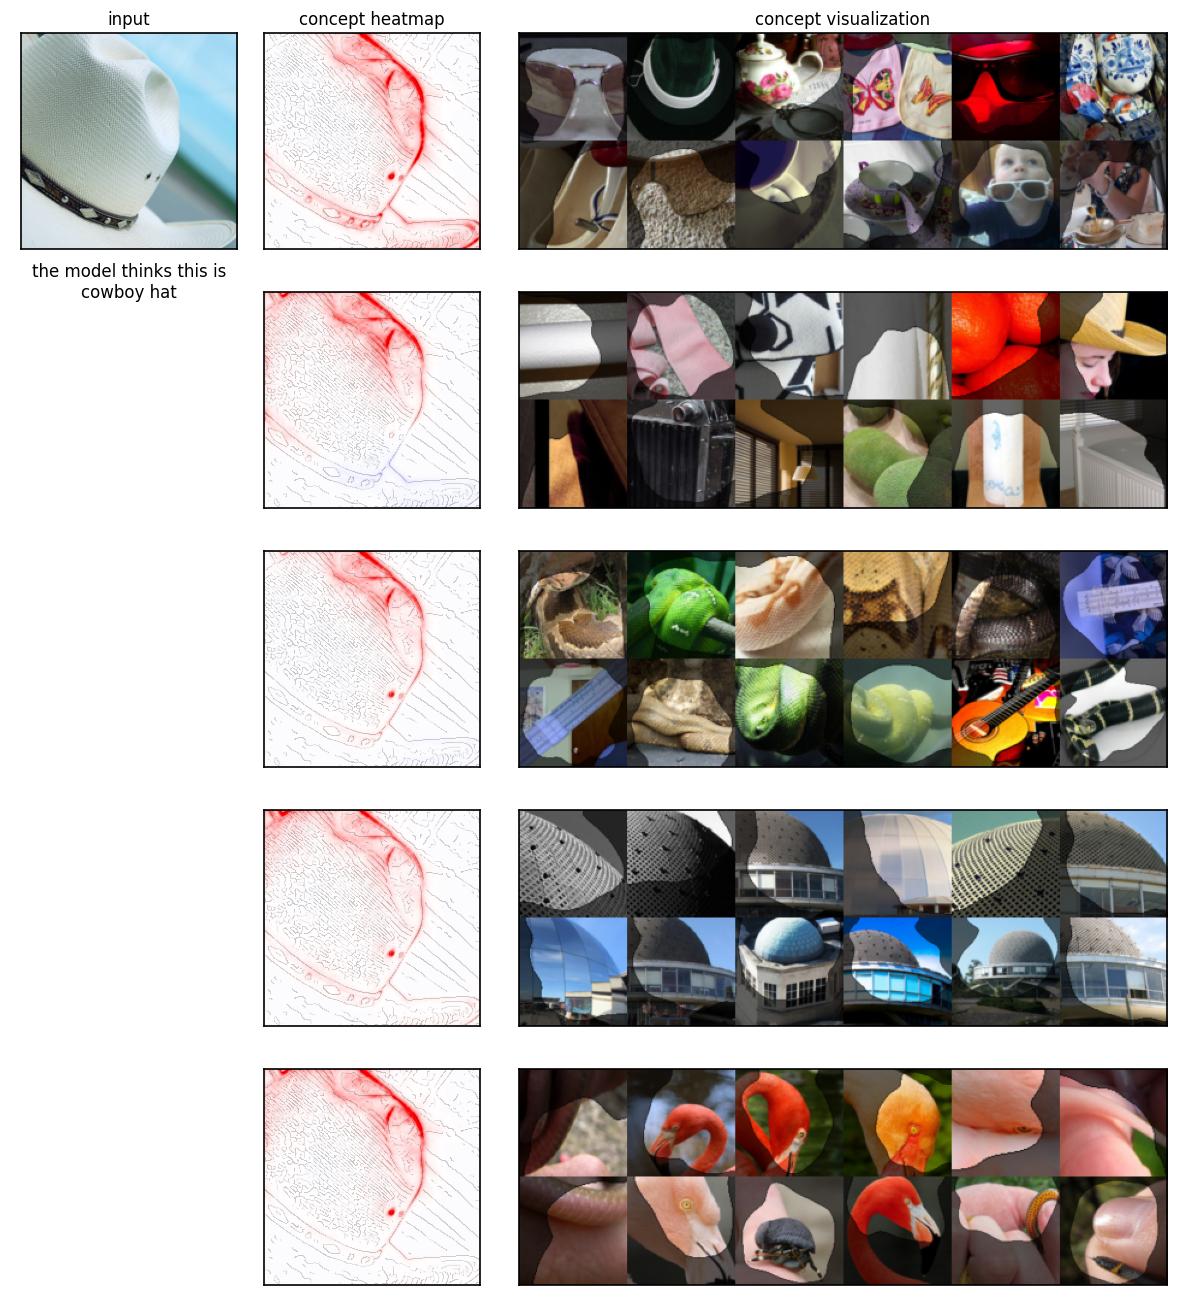 input
concept heatmap
concept visualization
the model thinks this is
cowboy hat